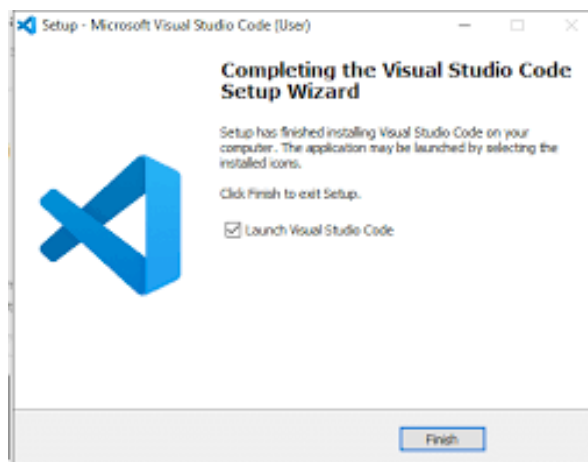 Setup - Microsoft Visual Studio Code (User)
Completing the Visual Studio Code
Setup Wizard
Setup has finished installing Visual Studio Code on your
computer. The application may be launched by selecting the
installed icons.
Click Finish to exit Setup.
Launch Visual Studio Code
Finish